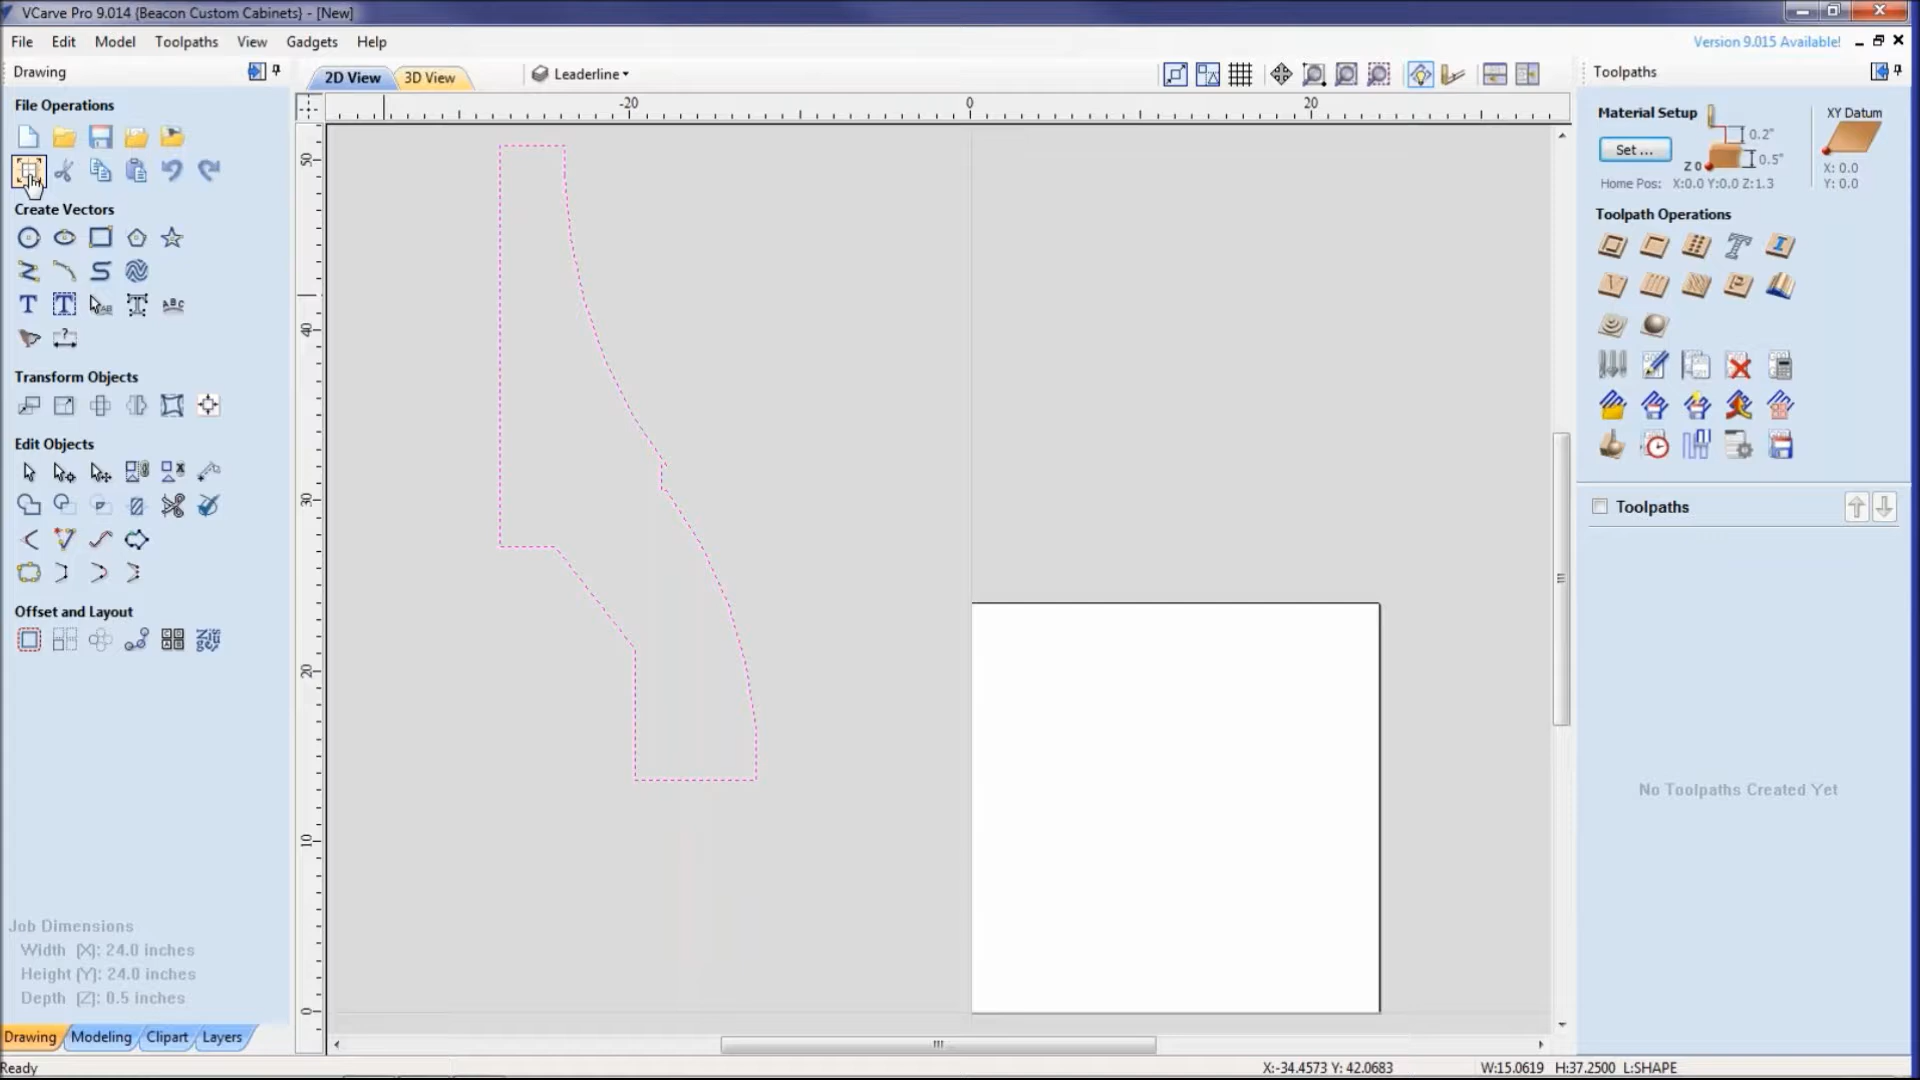 VCarve Pro 9.014 {Beacon Custom Cabinets} - [New]
File Edit Model Toolpaths View Gadgets Help
Version 9.015 Available!
Drawing
2D View 3D View Leaderline
Toolpaths
File Operations
-20 0 20
Material Setup
XY Datum
0.2"
Set ...
Z 0
0.5"
X: 0.0
Home Pos: X:0.0 Y:0.0 Z:1.3
Y: 0.0
50
Create Vectors
Toolpath Operations
40
Transform Objects
Edit Objects
30
Toolpaths
Offset and Layout
20
No Toolpaths Created Yet
10
Job Dimensions
Width (X): 24.0 inches
Height (Y): 24.0 inches
Depth (Z): 0.5 inches
0
Drawing Modeling Clipart Layers
Ready
X:-34.4573 Y: 42.0683
W:15.0619 H:37.2500 L:SHAPE